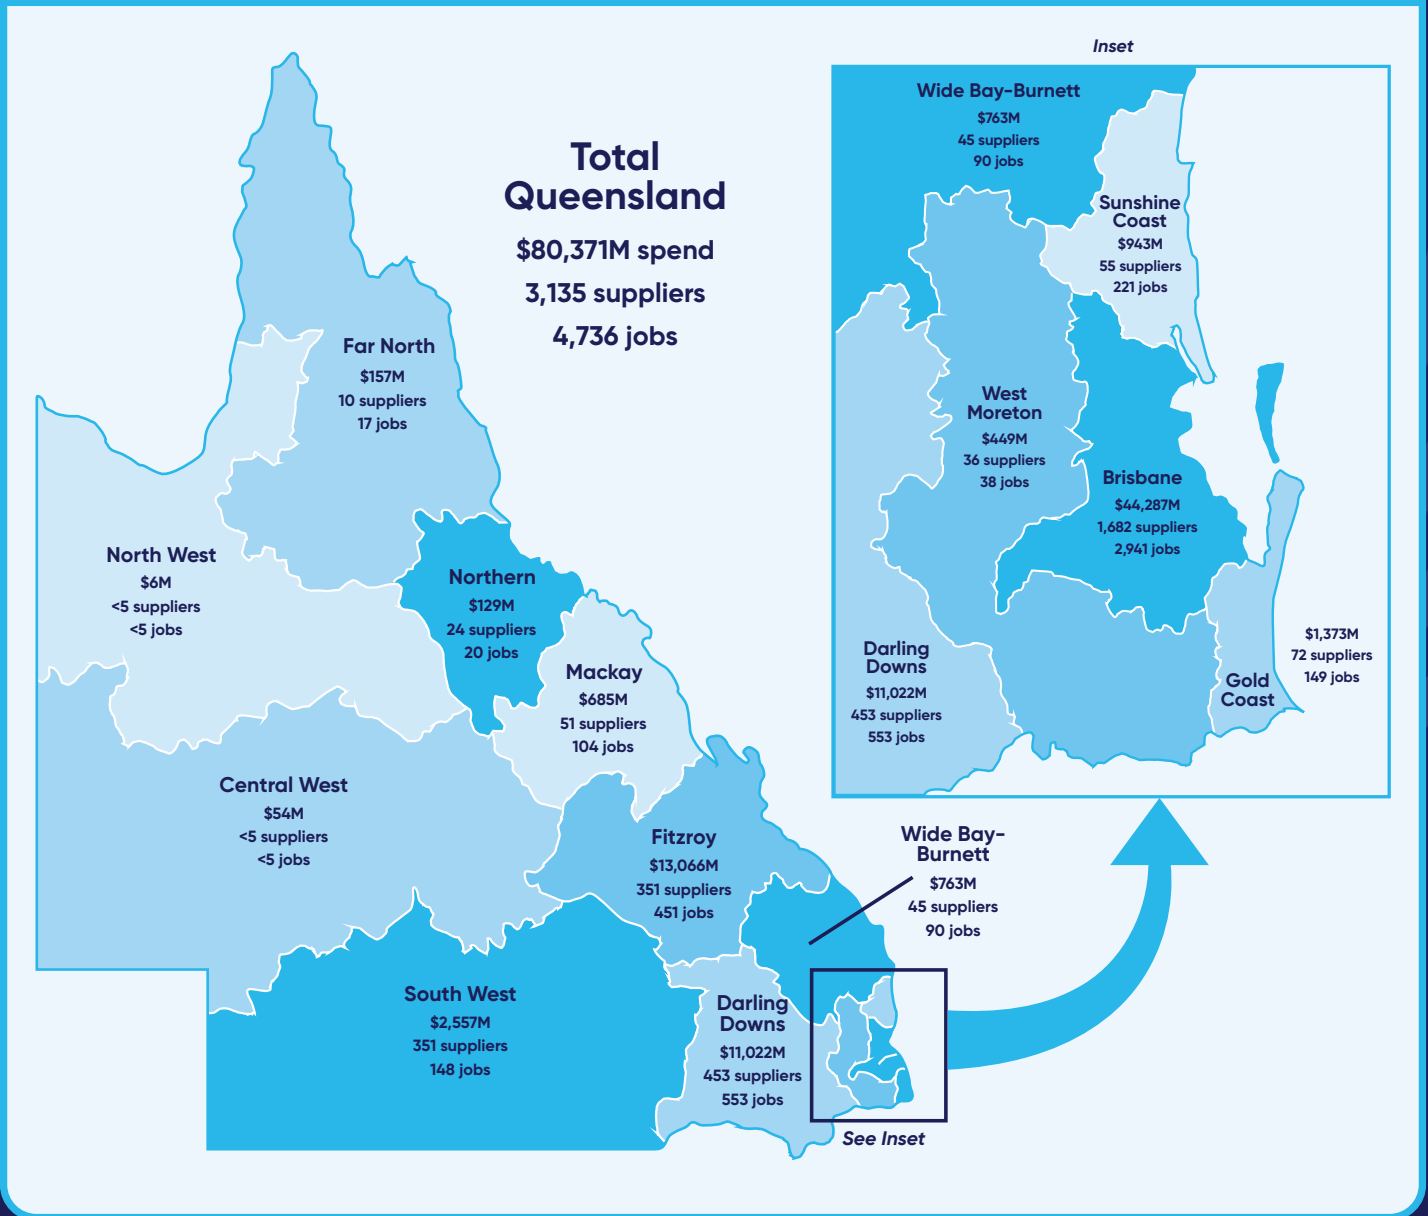 Inset
Total
Queensland
$80,371M spend
3,135 suppliers
4,736 jobs
Far North
$157M
10 suppliers
17 jobs
North West
$6M
<5 suppliers
<5 jobs
Northern
$129M
24 suppliers
20 jobs
Mackay
$685M
51 suppliers
104 jobs
Central West
$54M
<5 suppliers
<5 jobs
Fitzroy
$13,066M
351 suppliers
451 jobs
Wide Bay-
Burnett
$763M
45 suppliers
90 jobs
South West
$2,557M
351 suppliers
148 jobs
Darling
Downs
$11,022M
453 suppliers
553 jobs
See Inset
Wide Bay-Burnett
$763M
45 suppliers
90 jobs
Sunshine
Coast
$943M
55 suppliers
221 jobs
West
Moreton
$449M
36 suppliers
38 jobs
Brisbane
$44,287M
1,682 suppliers
2,941 jobs
Darling
Downs
$11,022M
453 suppliers
553 jobs
Gold
Coast
$1,373M
72 suppliers
149 jobs